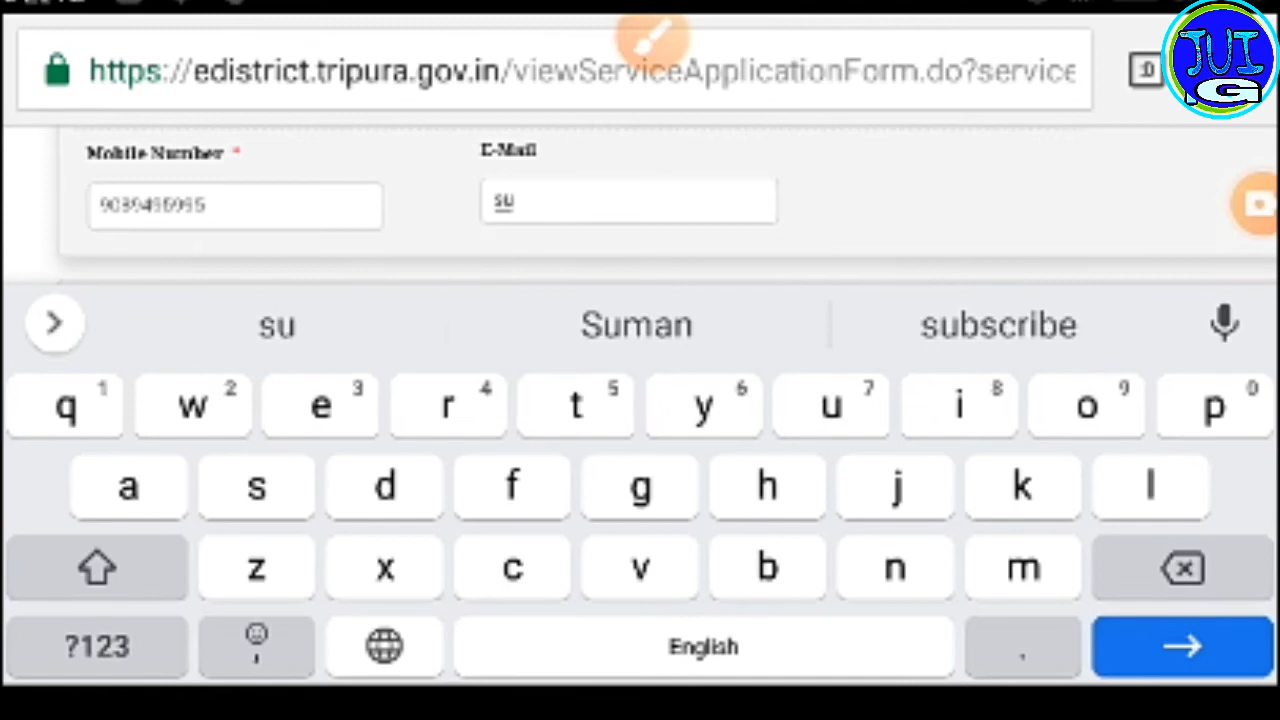 https://edistrict.tripura.gov.in/viewServiceApplicationForm.do?service
:D
JUI
G
Mobile Number *
E-Mail
su
su
Suman
subscribe
q 1 w 2 e 3 r 4 t 5 y 6 u 7 i 8 o 9 p 0
a s d f g h j k l
z x c v b n m
?123 , English .